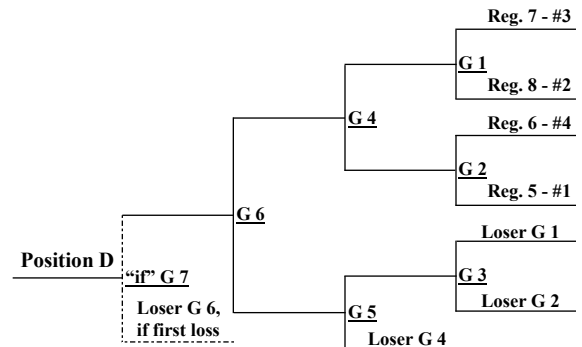 Reg. 7 - #3
G 1
Reg. 8 - #2
G 4
Reg. 6 - #4
G 2
Reg. 5 - #1
G 6
Loser G 1
Position D
"if" G 7
G 3
Loser G 2
Loser G 6,
if first loss
G 5
Loser G 4